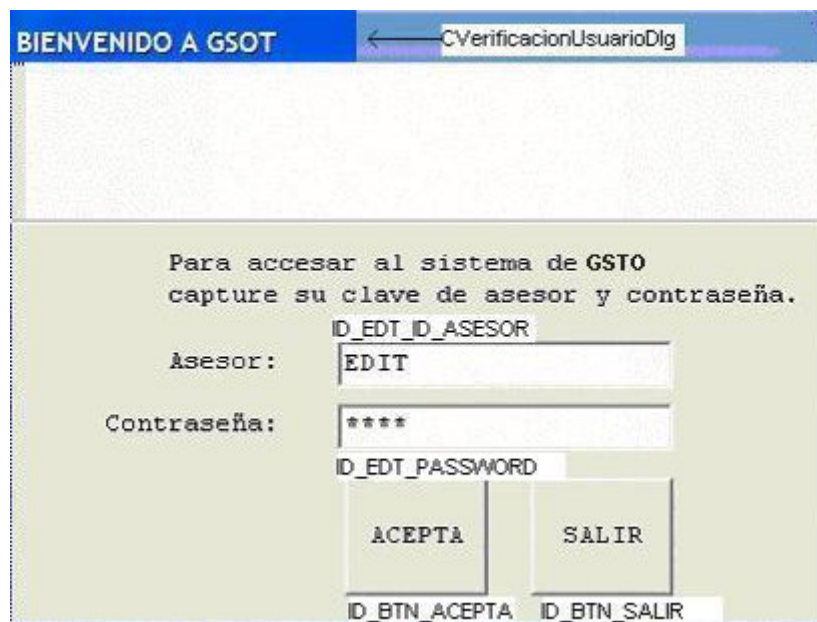 BIENVENIDO A GSOT
CVerificacionUsuarioDlg
Para accesar al sistema de GSTO
capture su clave de asesor y contraseña.
ID_EDT_ID_ASESOR
Asesor: EDIT
Contraseña: ****
ID_EDT_PASSWORD
ACEPTA SALIR
ID_BTN_ACEPTA ID_BTN_SALIR